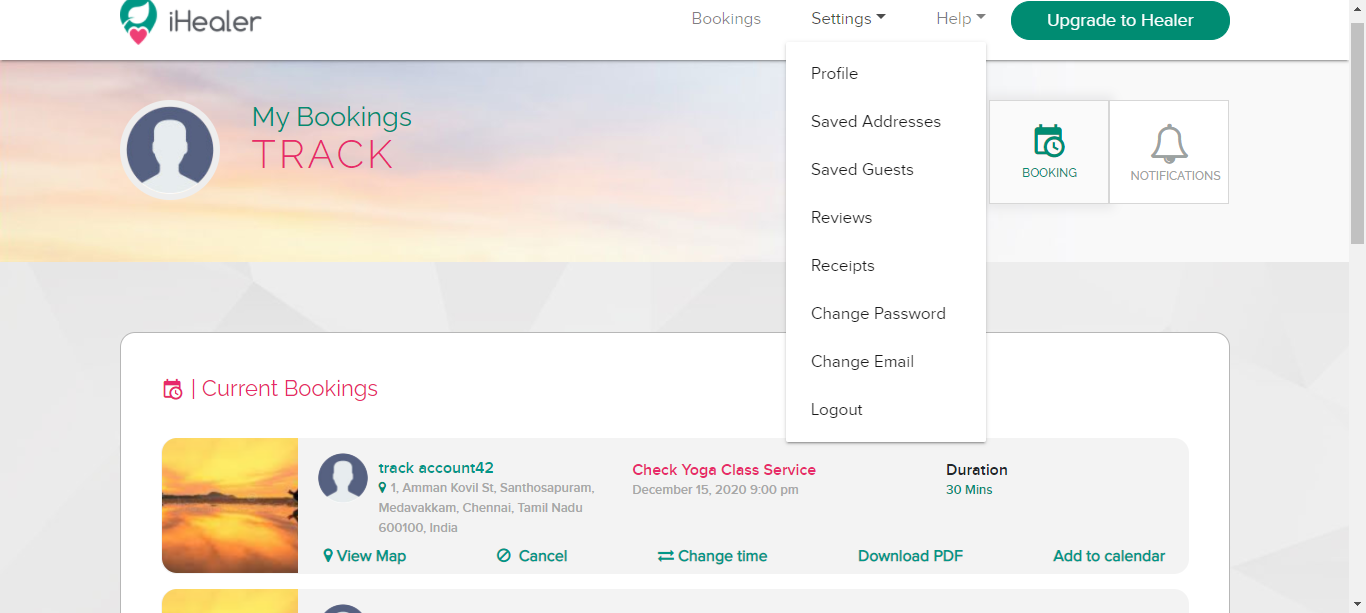 iHealer
Bookings
Settings
Help
Upgrade to Healer
Profile
Saved Addresses
Saved Guests
Reviews
Receipts
Change Password
Change Email
Logout
My Bookings
TRACK
BOOKING
NOTIFICATIONS
| Current Bookings
track account42
1, Amman Kovil St, Santhosapuram,
Medavakkam, Chennai, Tamil Nadu
600100, India
Check Yoga Class Service
December 15, 2020 9:00 pm
Duration
30 Mins
View Map
Cancel
Change time
Download PDF
Add to calendar